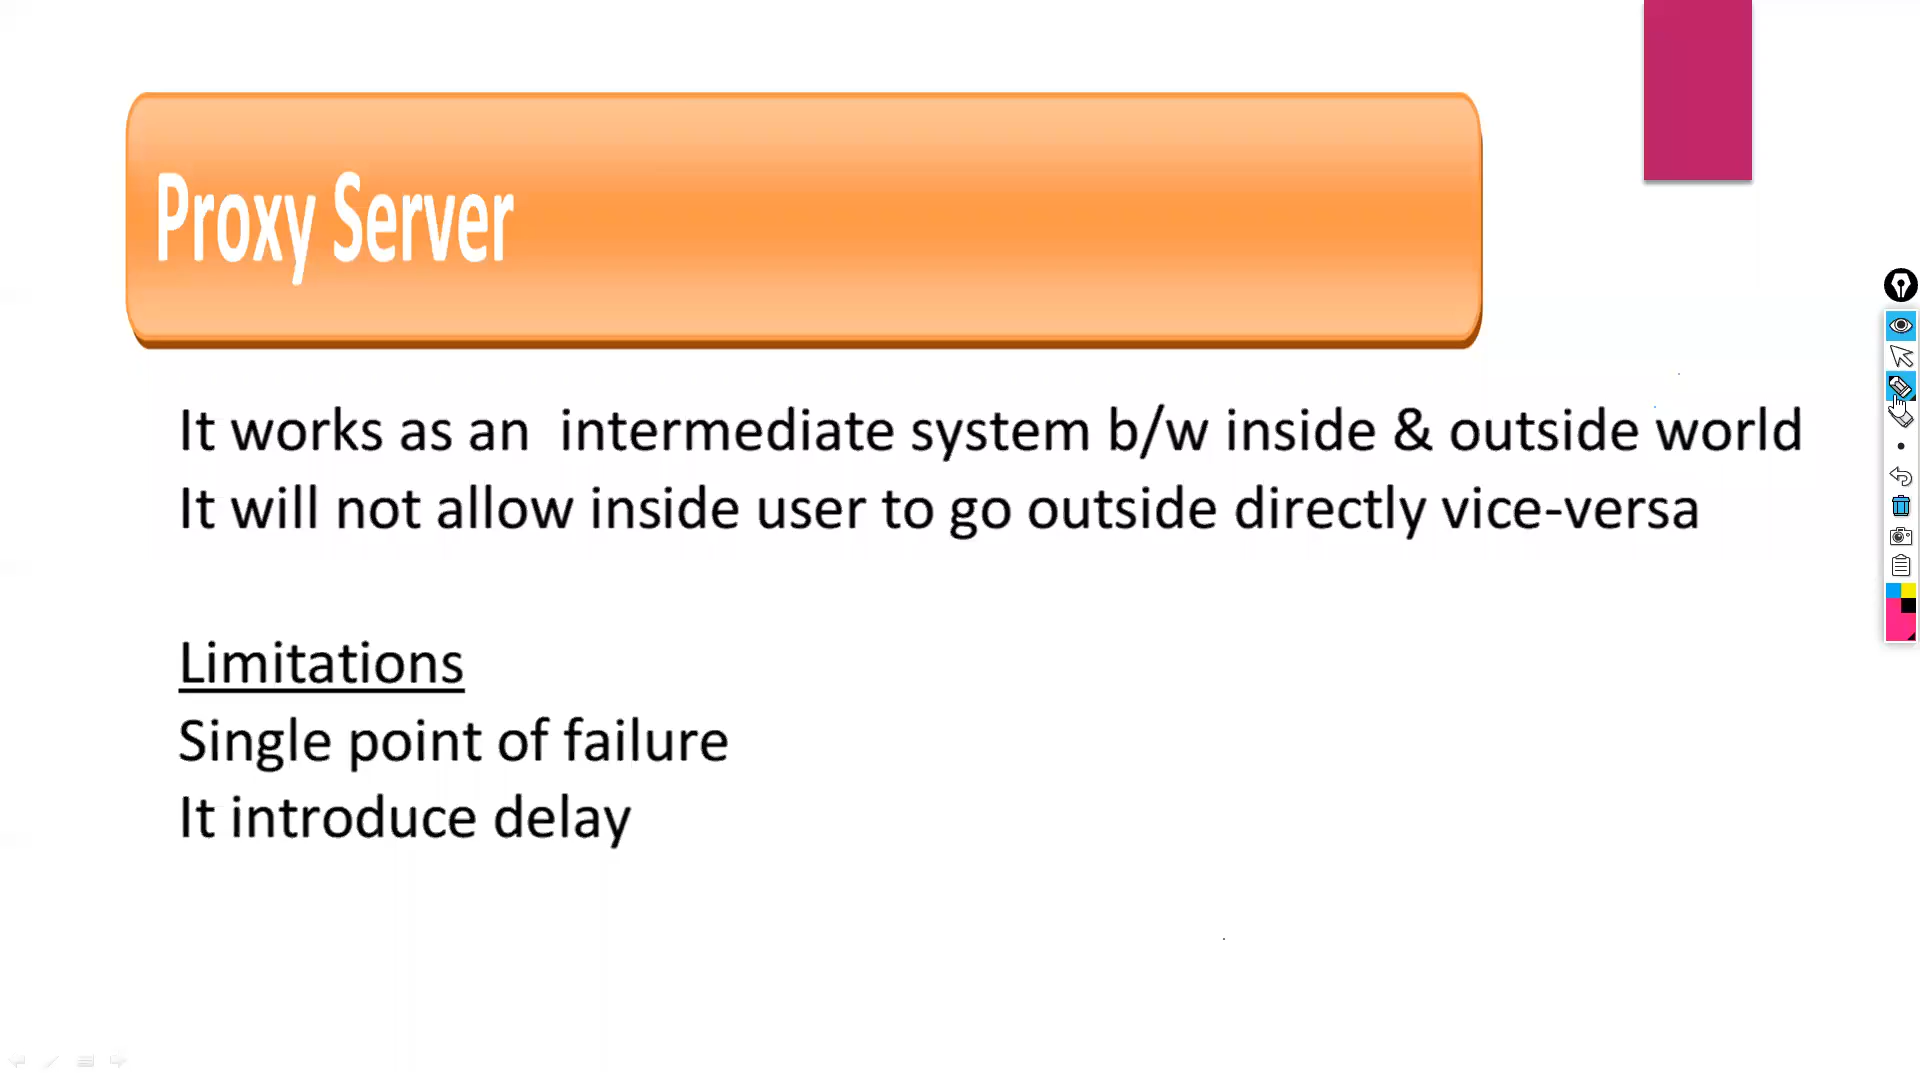 Proxy Server
It works as an intermediate system b/w inside & outside world
It will not allow inside user to go outside directly vice-versa
Limitations
Single point of failure
It introduce delay